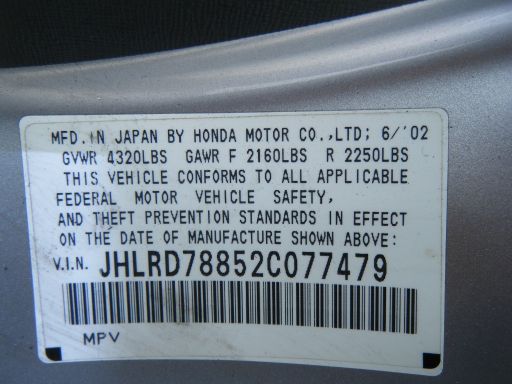 MFD. IN JAPAN BY HONDA MOTOR CO., LTD; 6/'02
GVWR 4320LBS GAWR F 2160LBS R 2250LBS
THIS VEHICLE CONFORMS TO ALL APPLICABLE
FEDERAL MOTOR VEHICLE SAFETY,
AND THEFT PREVENTION STANDARDS IN EFFECT
ON THE DATE OF MANUFACTURE SHOWN ABOVE:
V.I.N. JHLRD78852C077479
MPV